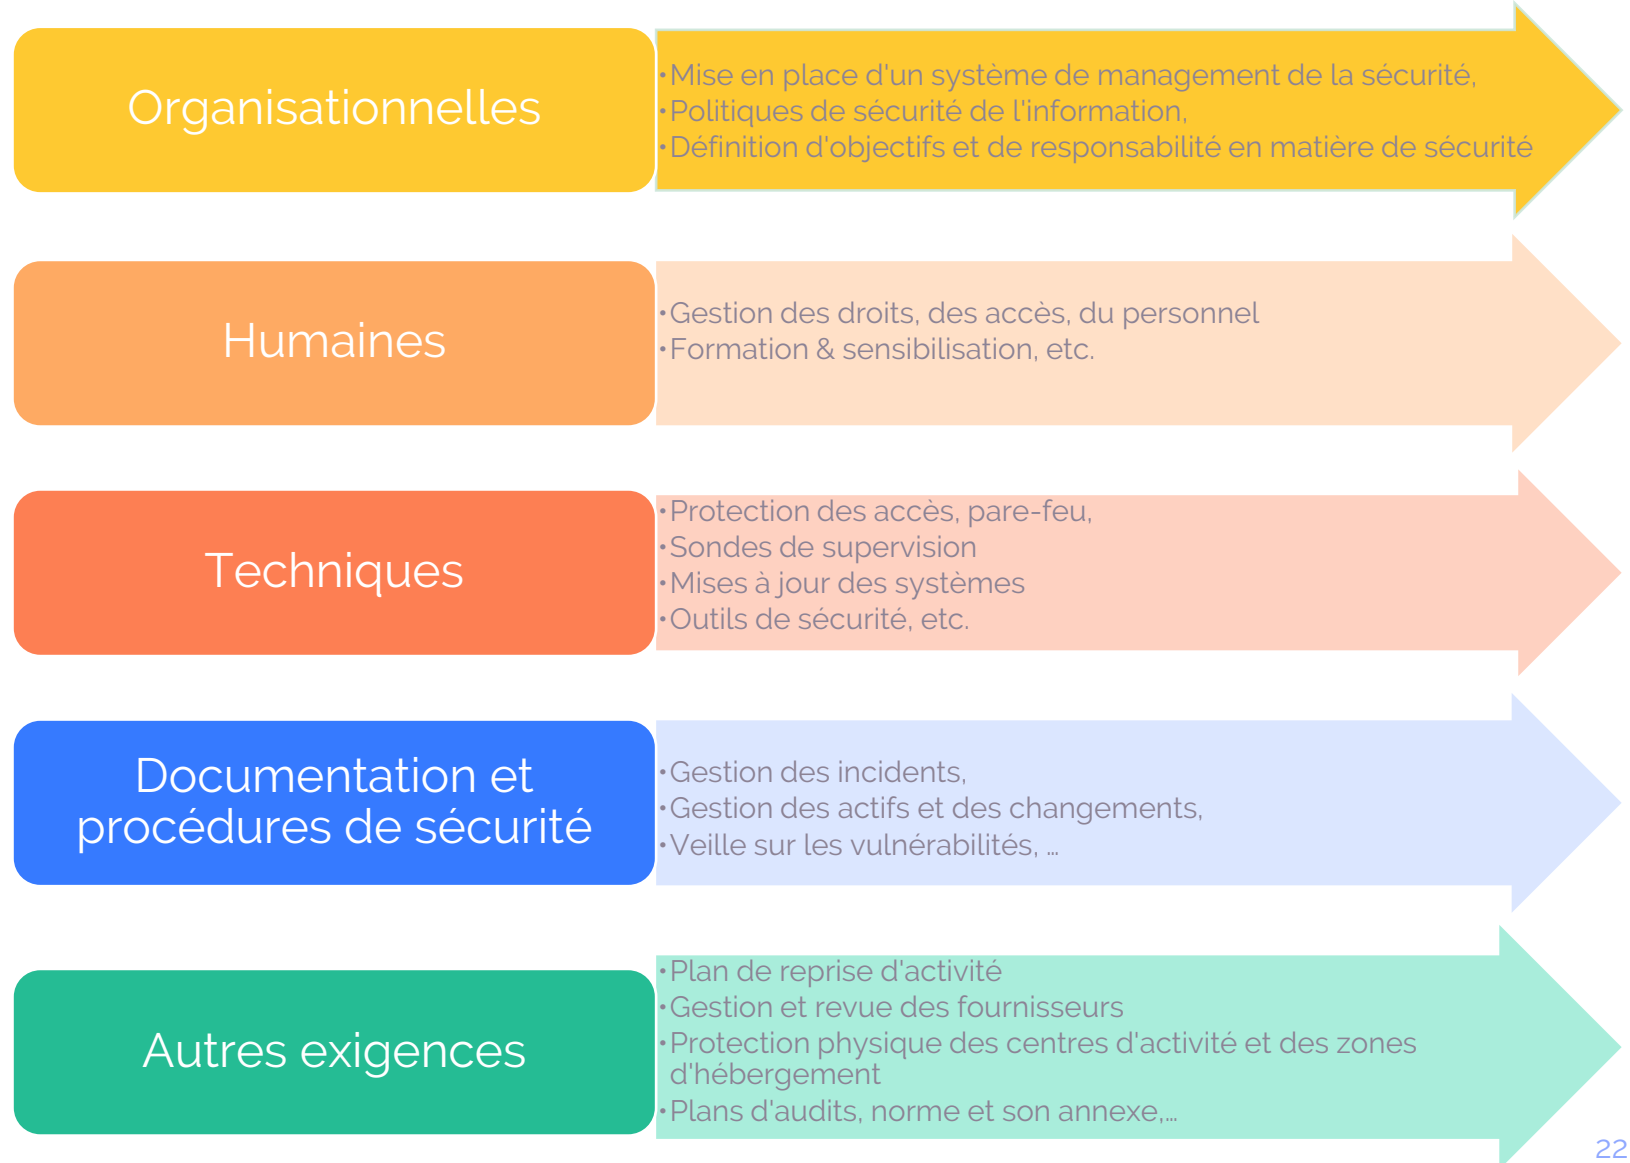 Organisationnelles
•Mise en place d'un système de management de la sécurité,
•Politiques de sécurité de l'information,
•Définition d'objectifs et de responsabilité en matière de sécurité
Humaines
•Gestion des droits, des accès, du personnel
•Formation & sensibilisation, etc.
Techniques
•Protection des accès, pare-feu,
•Sondes de supervision
•Mises à jour des systèmes
•Outils de sécurité, etc.
Documentation et
procédures de sécurité
•Gestion des incidents,
•Gestion des actifs et des changements,
•Veille sur les vulnérabilités, ...
Autres exigences
•Plan de reprise d'activité
•Gestion et revue des fournisseurs
•Protection physique des centres d'activité et des zones
d'hébergement
•Plans d'audits, norme et son annexe,...
22